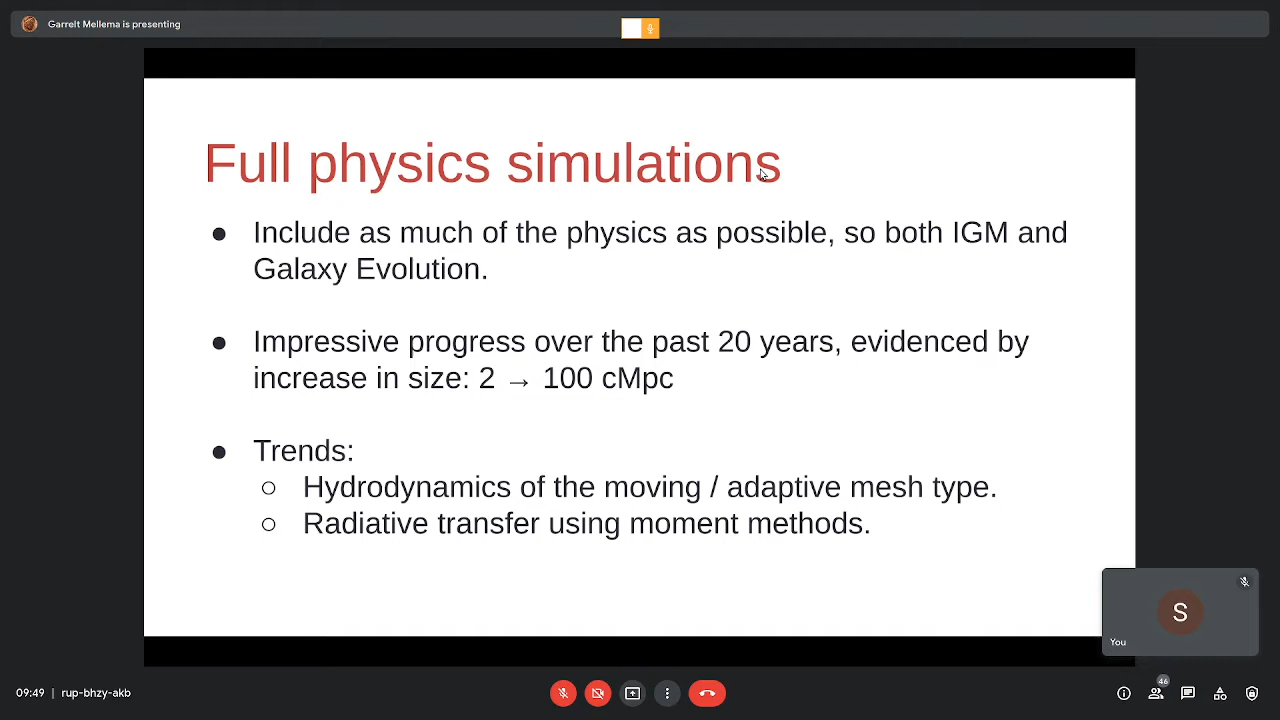 Garrelt Mellema is presenting
Full physics simulations
● Include as much of the physics as possible, so both IGM and
Galaxy Evolution.
● Impressive progress over the past 20 years, evidenced by
increase in size: 2 → 100 cMpc
● Trends:
○ Hydrodynamics of the moving / adaptive mesh type.
○ Radiative transfer using moment methods.
S
You
09:49 | rup-bhzy-akb
46